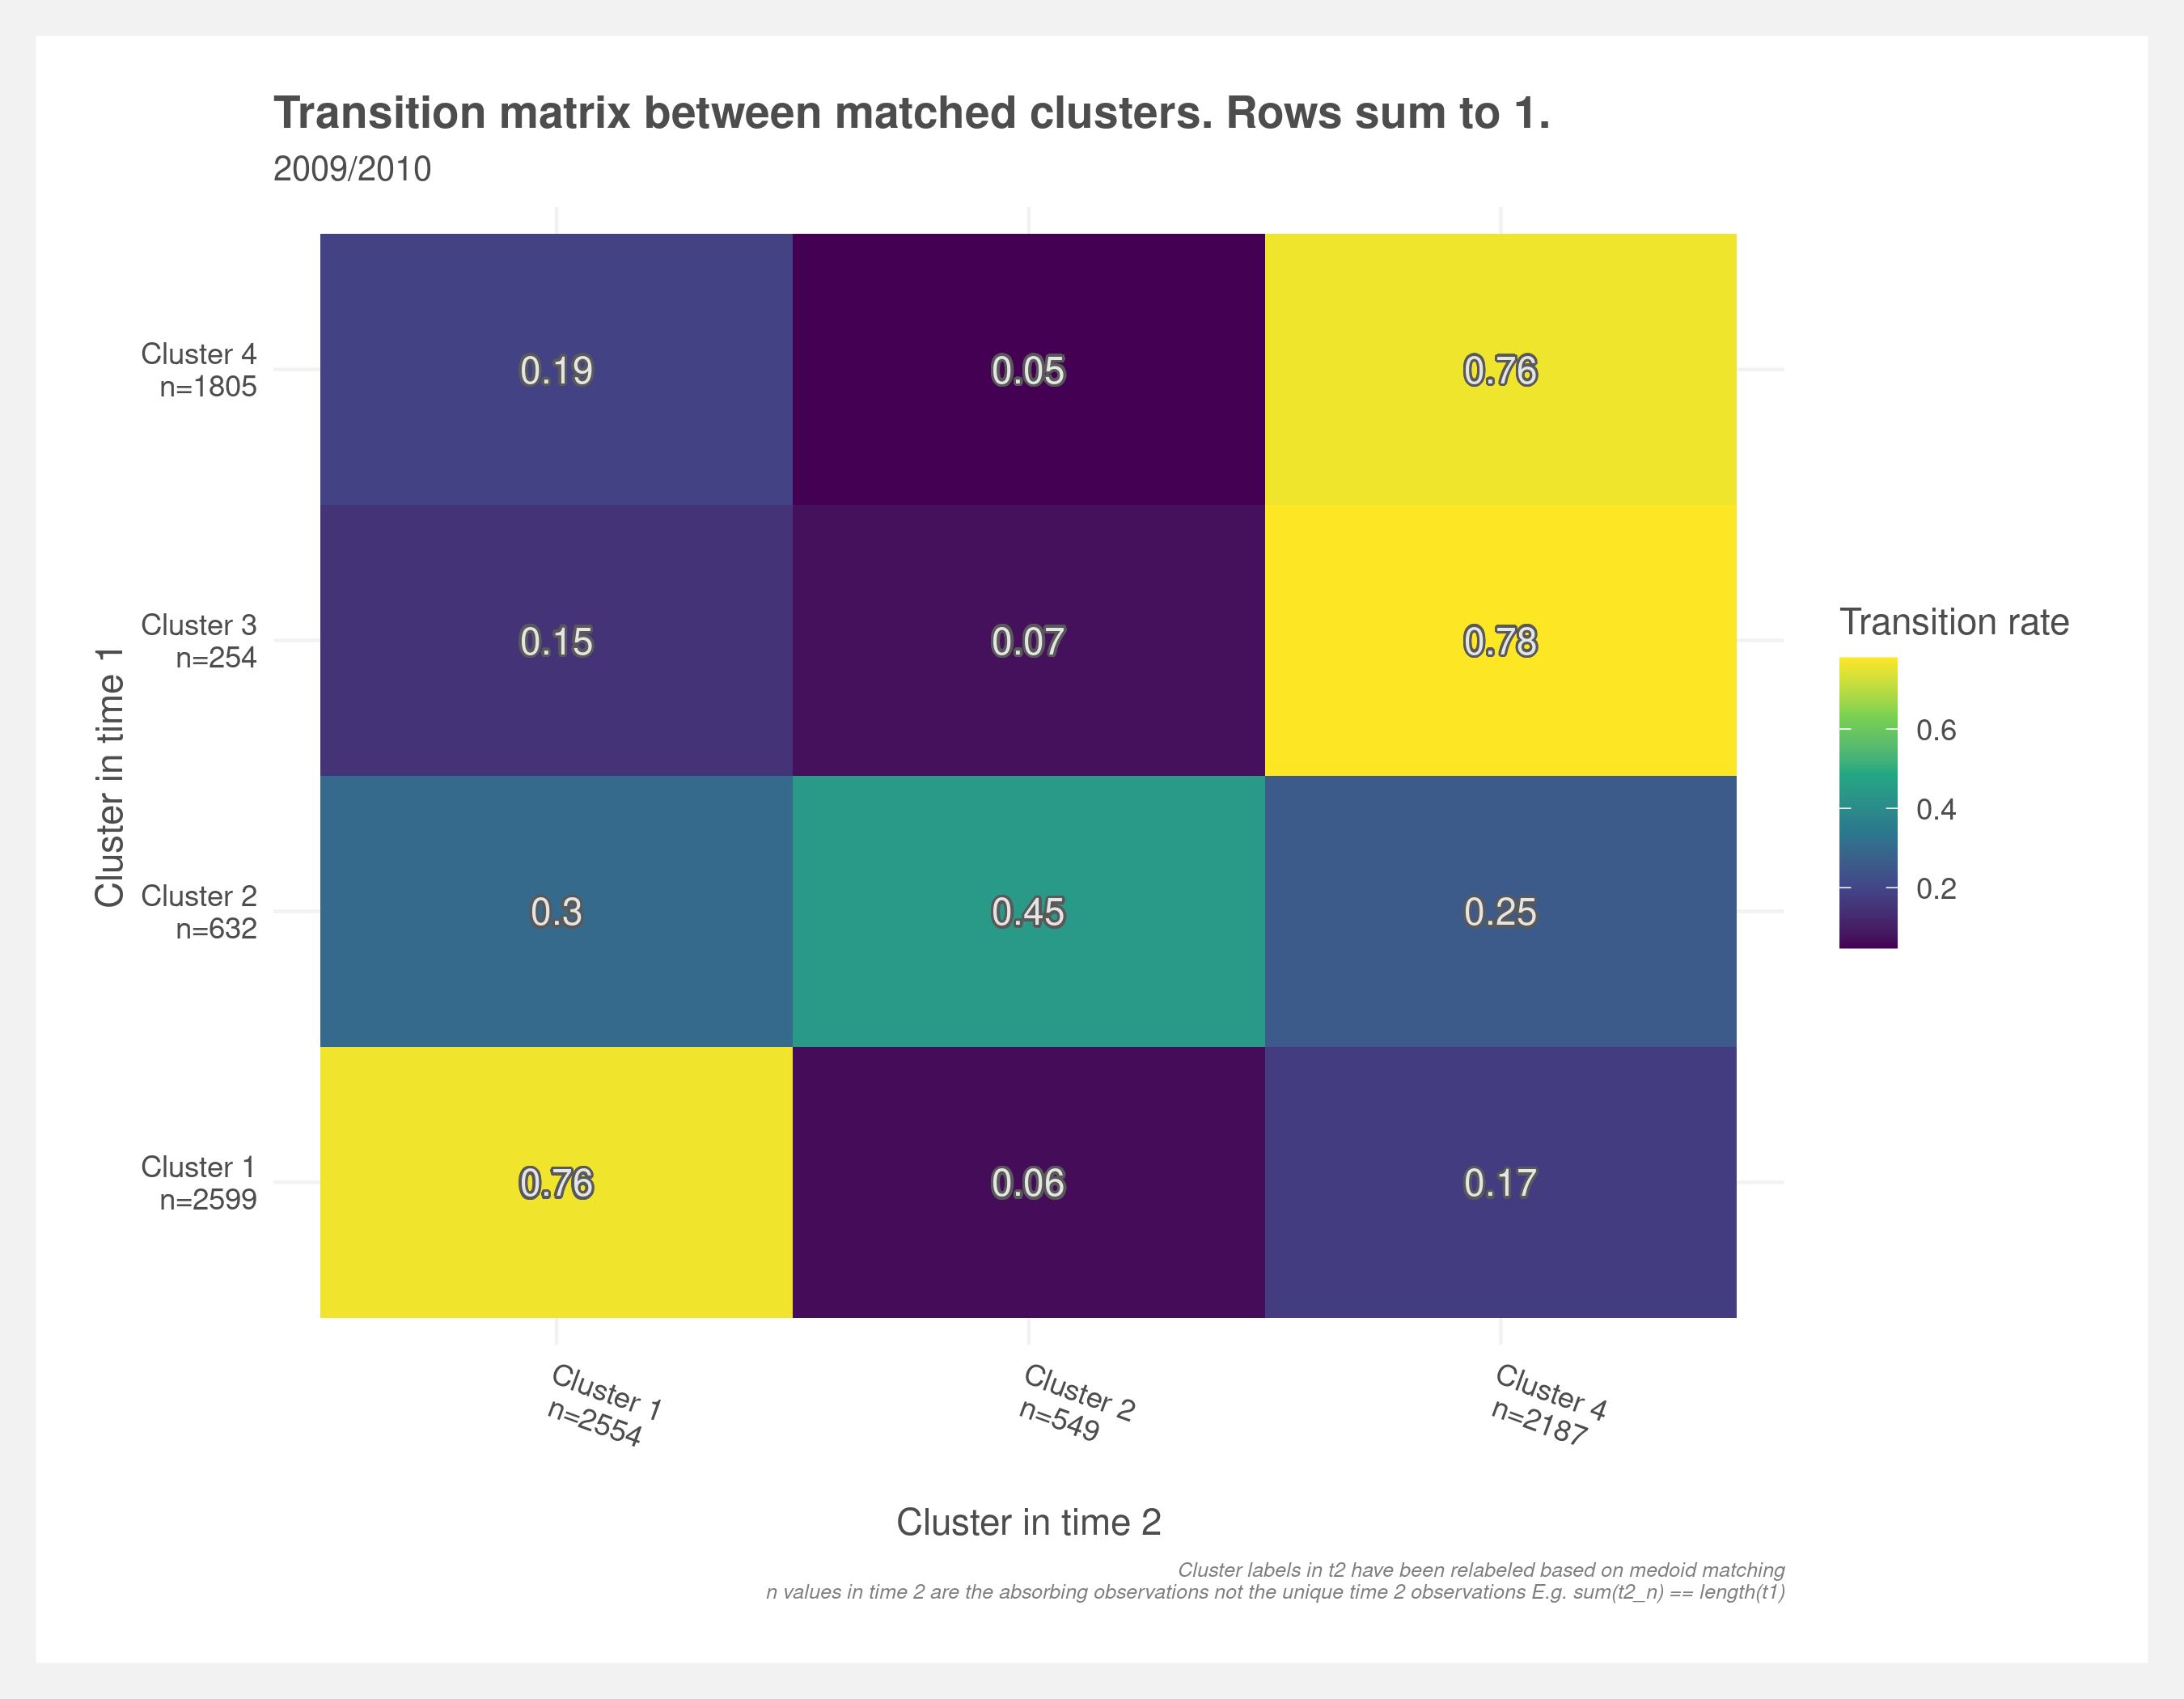 Transition matrix between matched clusters. Rows sum to 1.
2009/2010
Cluster in time 1
Cluster 4
n=1805
0.19
0.05
0.76
Cluster 3
n=254
0.15
0.07
0.78
Cluster 2
n=632
0.3
0.45
0.25
Cluster 1
n=2599
0.76
0.06
0.17
Cluster 1
n=2554
Cluster 2
n=549
Cluster 4
n=2187
Cluster in time 2
Transition rate
0.6
0.4
0.2
Cluster labels in t2 have been relabeled based on medoid matching
n values in time 2 are the absorbing observations not the unique time 2 observations E.g. sum(t2_n) == length(t1)